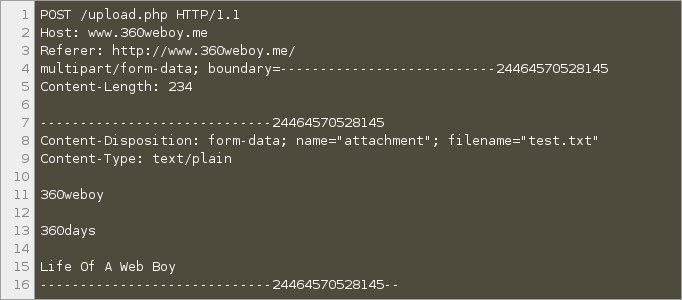 1 POST /upload.php HTTP/1.1
2 Host: www.360weboy.me
3 Referer: http://www.360weboy.me/
4 multipart/form-data; boundary=---------------------------24464570528145
5 Content-Length: 234
6
7 -----------------------------24464570528145
8 Content-Disposition: form-data; name="attachment"; filename="test.txt"
9 Content-Type: text/plain
10
11 360weboy
12
13 360days
14
15 Life Of A Web Boy
16 -----------------------------24464570528145--